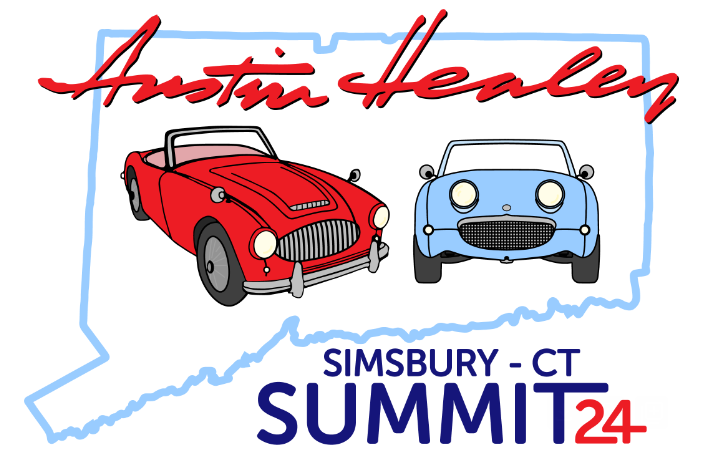 Austin Healey
SIMSBURY - CT
SUMMIT24